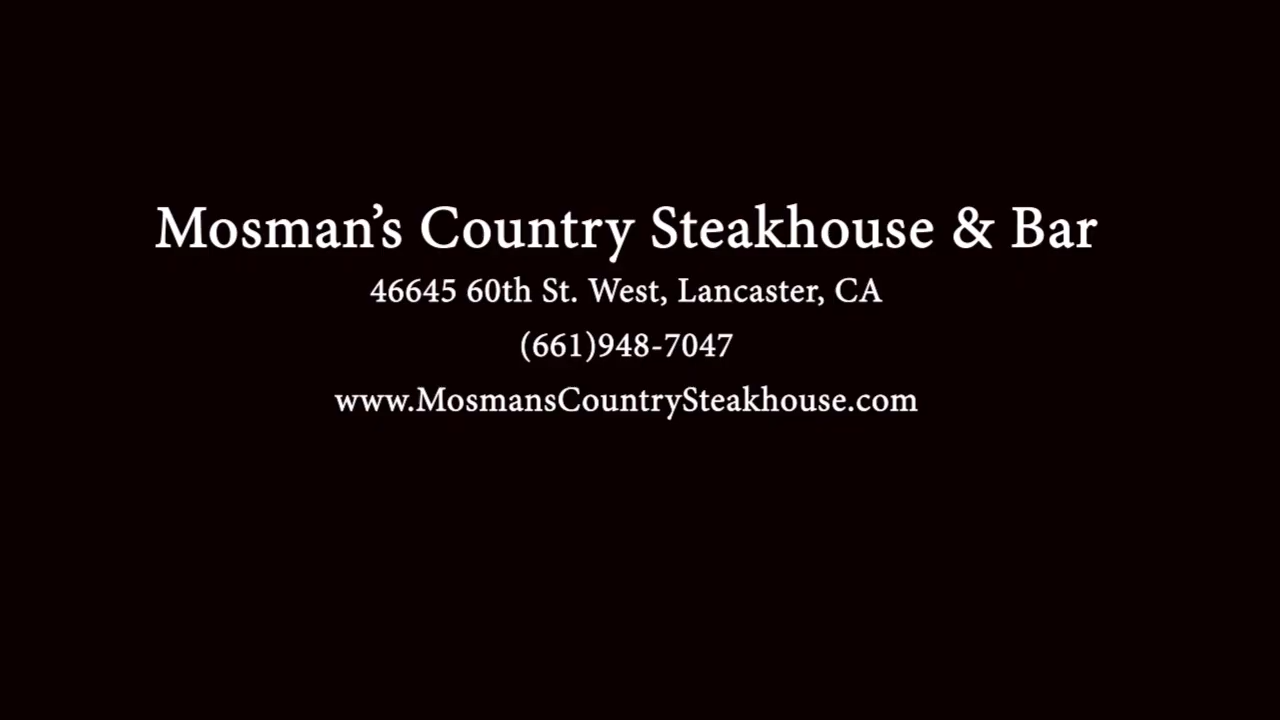 Mosman’s Country Steakhouse & Bar
46645 60th St. West, Lancaster, CA
(661)948-7047
www.MosmansCountrySteakhouse.com